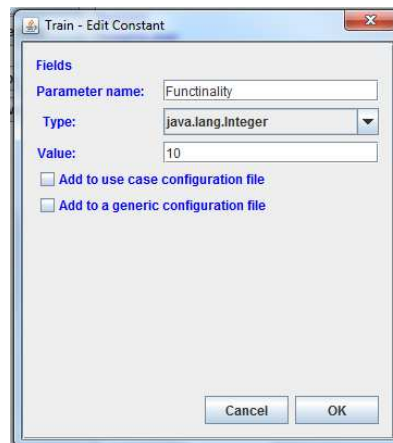 Train - Edit Constant
Fields
Parameter name: Functinality
Type: java.lang.Integer
Value: 10
Add to use case configuration file
Add to a generic configuration file
Cancel OK